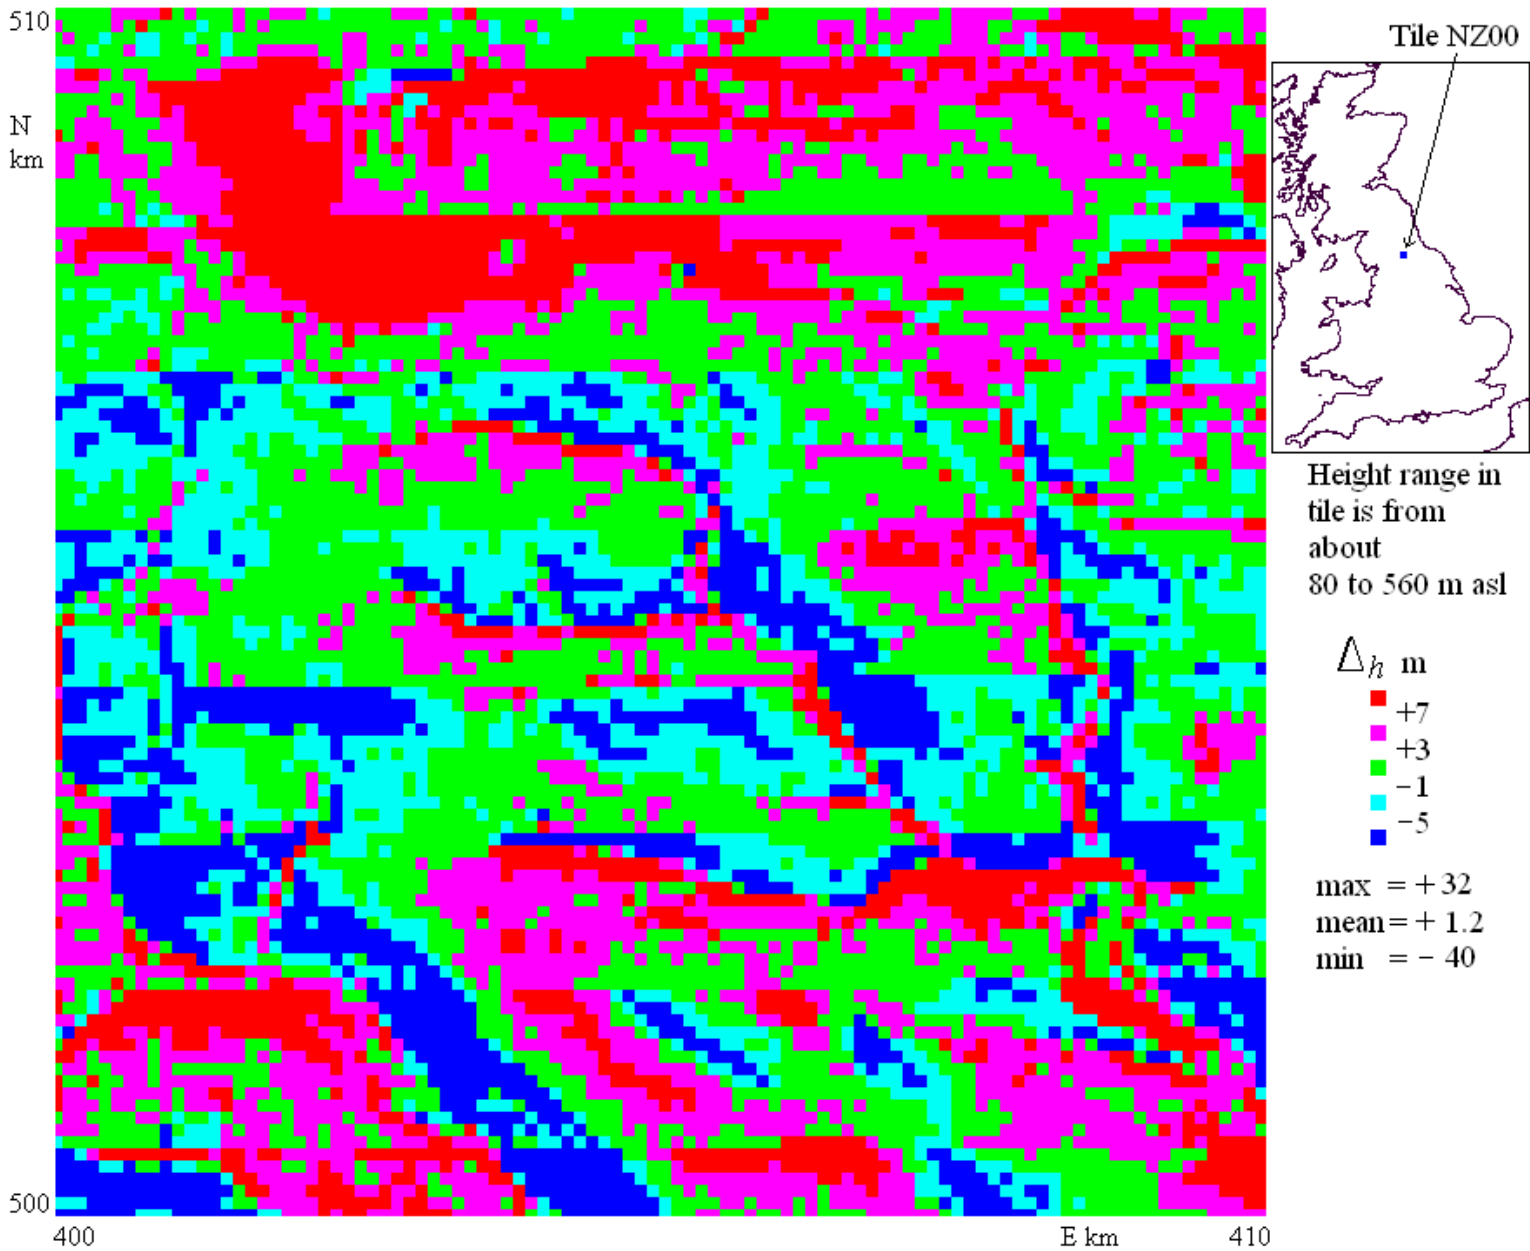 510
N
km
500
400
E km
410
Tile NZ00
Height range in
tile is from
about
80 to 560 m asl
Δh m
+7
+3
−1
−5
max = + 32
mean = + 1.2
min = − 40